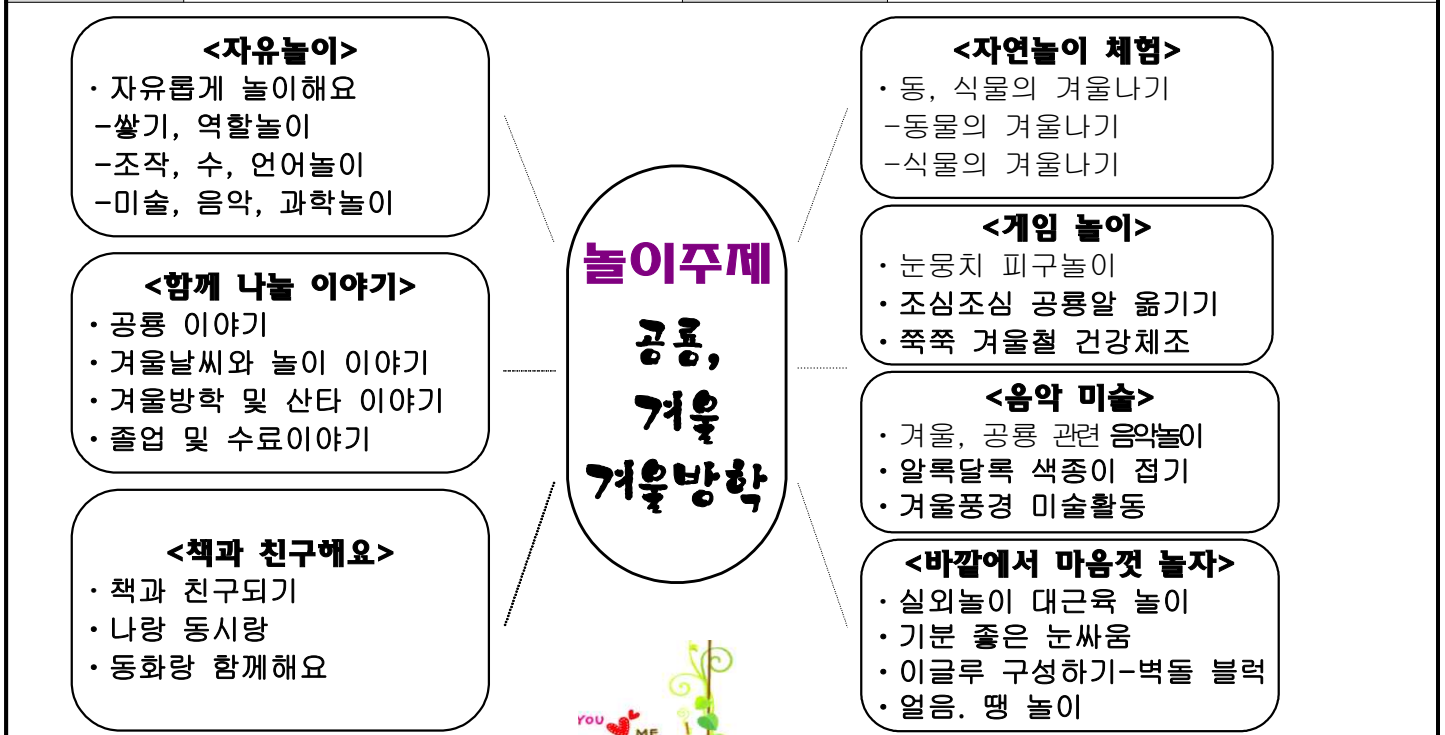 <자유놀이>
· 자유롭게 놀이해요
-쌓기, 역할놀이
-조작, 수, 언어놀이
-미술, 음악, 과학놀이
<함께 나눌 이야기>
· 공룡 이야기
· 겨울날씨와 놀이 이야기
· 겨울방학 및 산타 이야기
· 졸업 및 수료이야기
<책과 친구해요>
· 책과 친구되기
· 나랑 동시랑
· 동화랑 함께해요
놀이주제
공룡,
겨울
겨울방학
YOU
ME
<자연놀이 체험>
· 동, 식물의 겨울나기
-동물의 겨울나기
-식물의 겨울나기
<게임 놀이>
· 눈뭉치 피구놀이
· 조심조심 공룡알 옮기기
· 쭉쭉 겨울철 건강체조
<음악 미술>
· 겨울, 공룡 관련 음악놀이
· 알록달록 색종이 접기
· 겨울풍경 미술활동
<바깥에서 마음껏 놀자>
· 실외놀이 대근육 놀이
· 기분 좋은 눈싸움
· 이글루 구성하기-벽돌 블럭
· 얼음. 땡 놀이